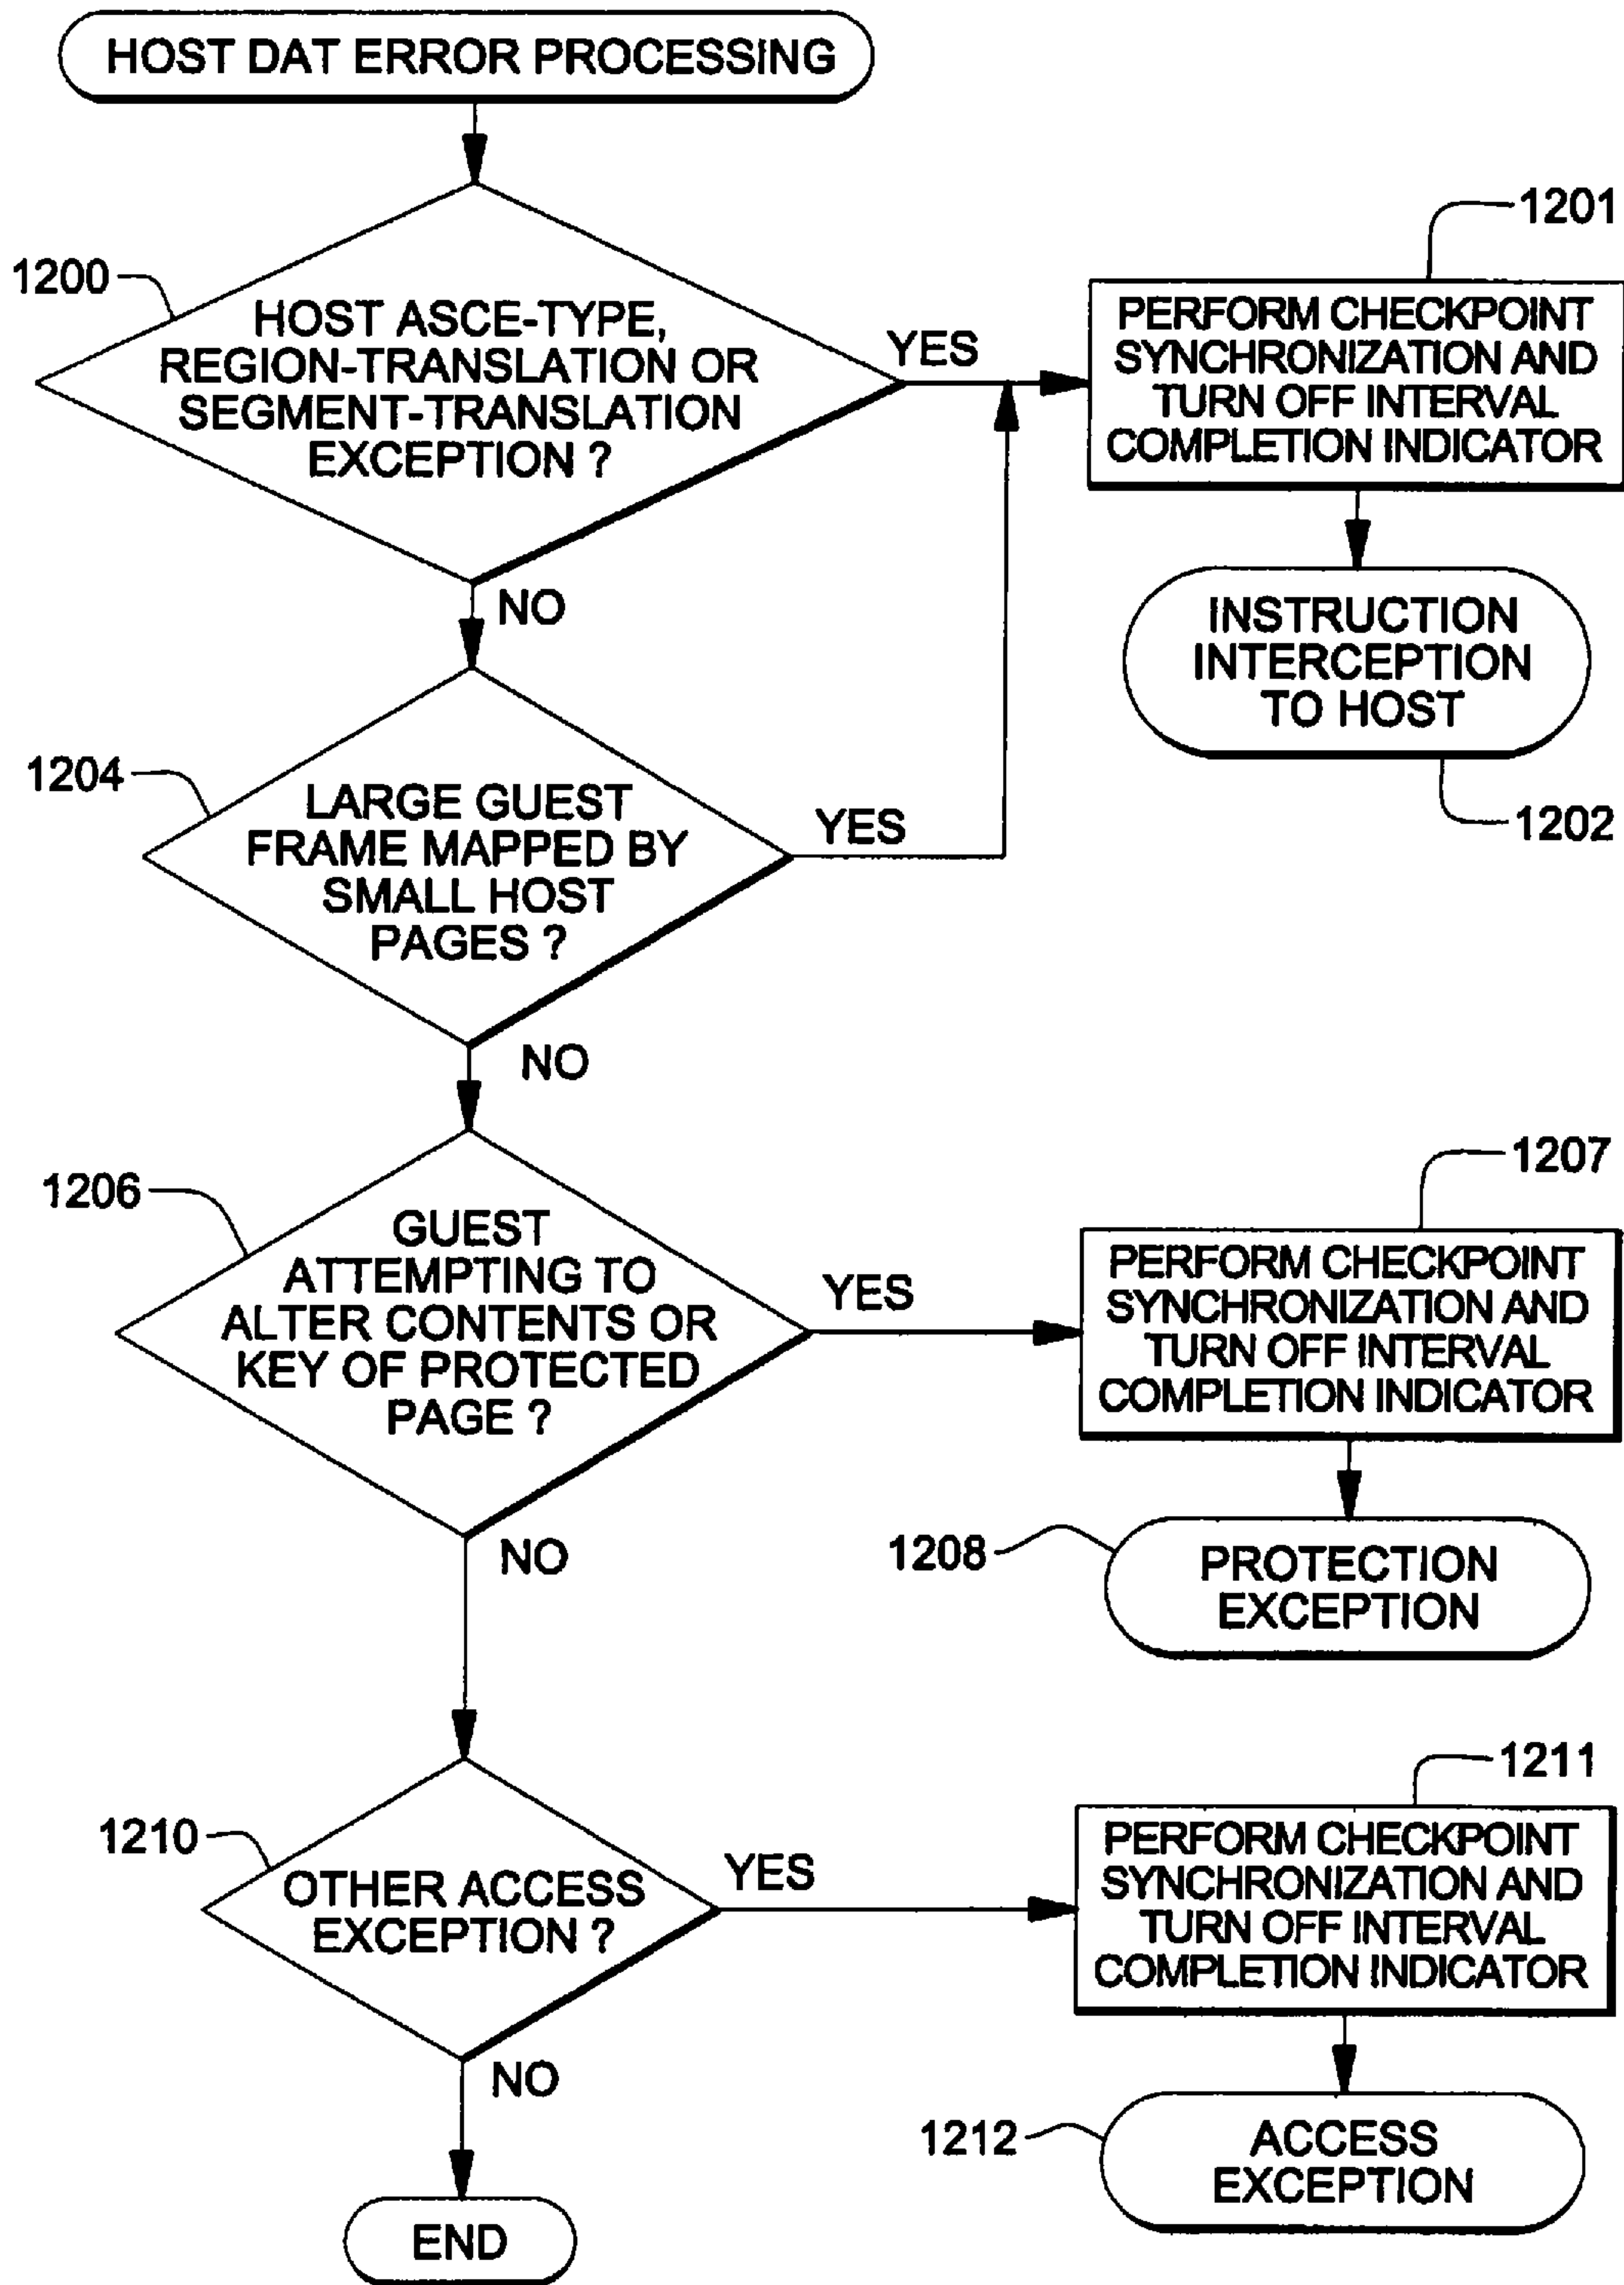 HOST DAT ERROR PROCESSING
1200
HOST ASCE-TYPE,
REGION-TRANSLATION OR
SEGMENT-TRANSLATION
EXCEPTION ?
YES
1201
PERFORM CHECKPOINT
SYNCHRONIZATION AND
TURN OFF INTERVAL
COMPLETION INDICATOR
NO
INSTRUCTION
INTERCEPTION
TO HOST
1202
1204
LARGE GUEST
FRAME MAPPED BY
SMALL HOST
PAGES ?
YES
NO
1206
GUEST
ATTEMPTING TO
ALTER CONTENTS OR
KEY OF PROTECTED
PAGE ?
YES
1207
PERFORM CHECKPOINT
SYNCHRONIZATION AND
TURN OFF INTERVAL
COMPLETION INDICATOR
NO
1208
PROTECTION
EXCEPTION
1210
OTHER ACCESS
EXCEPTION ?
YES
1211
PERFORM CHECKPOINT
SYNCHRONIZATION AND
TURN OFF INTERVAL
COMPLETION INDICATOR
NO
1212
ACCESS
EXCEPTION
END